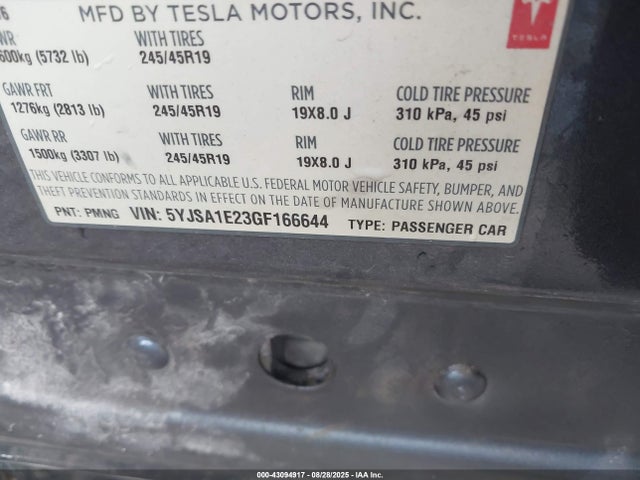 MFD BY TESLA MOTORS, INC.
TESLA
WITH TIRES
600kg (5732 lb) 245/45R19
GAWR FRT WITH TIRES RIM COLD TIRE PRESSURE
1276kg (2813 lb) 245/45R19 19X8.0 J 310 kPa, 45 psi
GAWR RR WITH TIRES RIM COLD TIRE PRESSURE
1500kg (3307 lb) 245/45R19 19X8.0 J 310 kPa, 45 psi
THIS VEHICLE CONFORMS TO ALL APPLICABLE U.S. FEDERAL MOTOR VEHICLE SAFETY, BUMPER, AND
THEFT PREVENTION STANDARDS IN EFFECT ON THE DATE OF MANUFACTURE SHOWN ABOVE.
PNT: PMNG VIN: 5YJSA1E23GF166644 TYPE: PASSENGER CAR
000-43094917 - 08/28/2025 - IAAI, Inc.